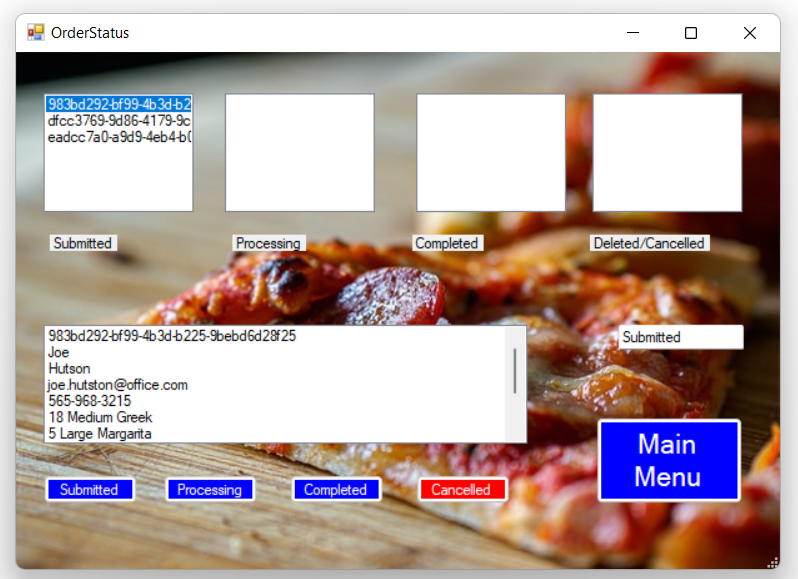 OrderStatus
983bd292-bf99-4b3d-b2
dfcc3769-9d86-4179-9c
eadcc7a0-a9d9-4eb4-b0
Submitted
Processing
Completed
Deleted/Cancelled
983bd292-bf99-4b3d-b225-9bebd6d28f25
Joe
Hutson
joe.hutston@office.com
565-968-3215
18 Medium Greek
5 Large Margarita
Submitted
Submitted
Processing
Completed
Cancelled
Main
Menu